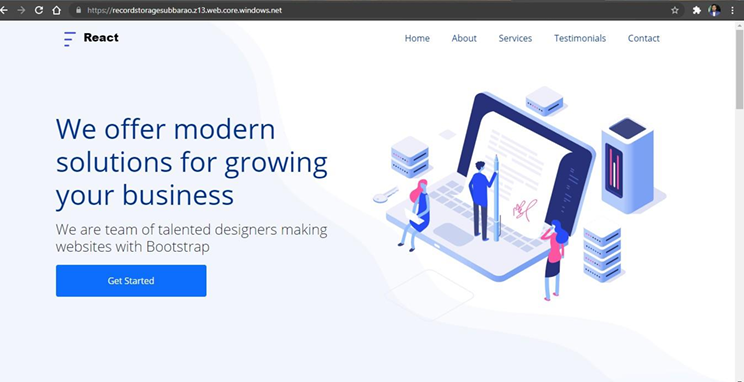 https://recordstoragesubbarao.z13.web.core.windows.net
React
Home About Services Testimonials Contact
We offer modern
solutions for growing
your business
We are team of talented designers making
websites with Bootstrap
Get Started